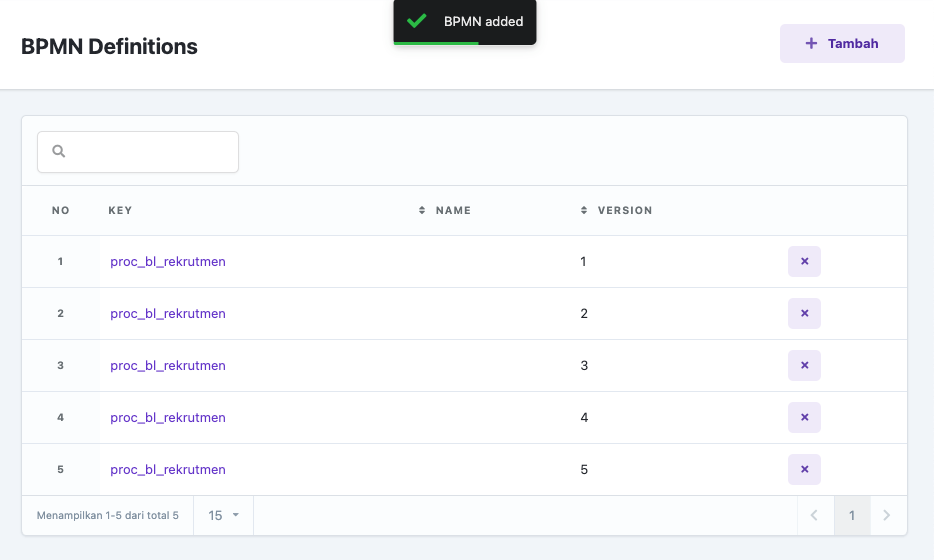 BPMN added
BPMN Definitions
Tambah
NO KEY NAME VERSION
1 proc_bl_rekrutmen 1
2 proc_bl_rekrutmen 2
3 proc_bl_rekrutmen 3
4 proc_bl_rekrutmen 4
5 proc_bl_rekrutmen 5
Menampilkan 1-5 dari total 5 15 1